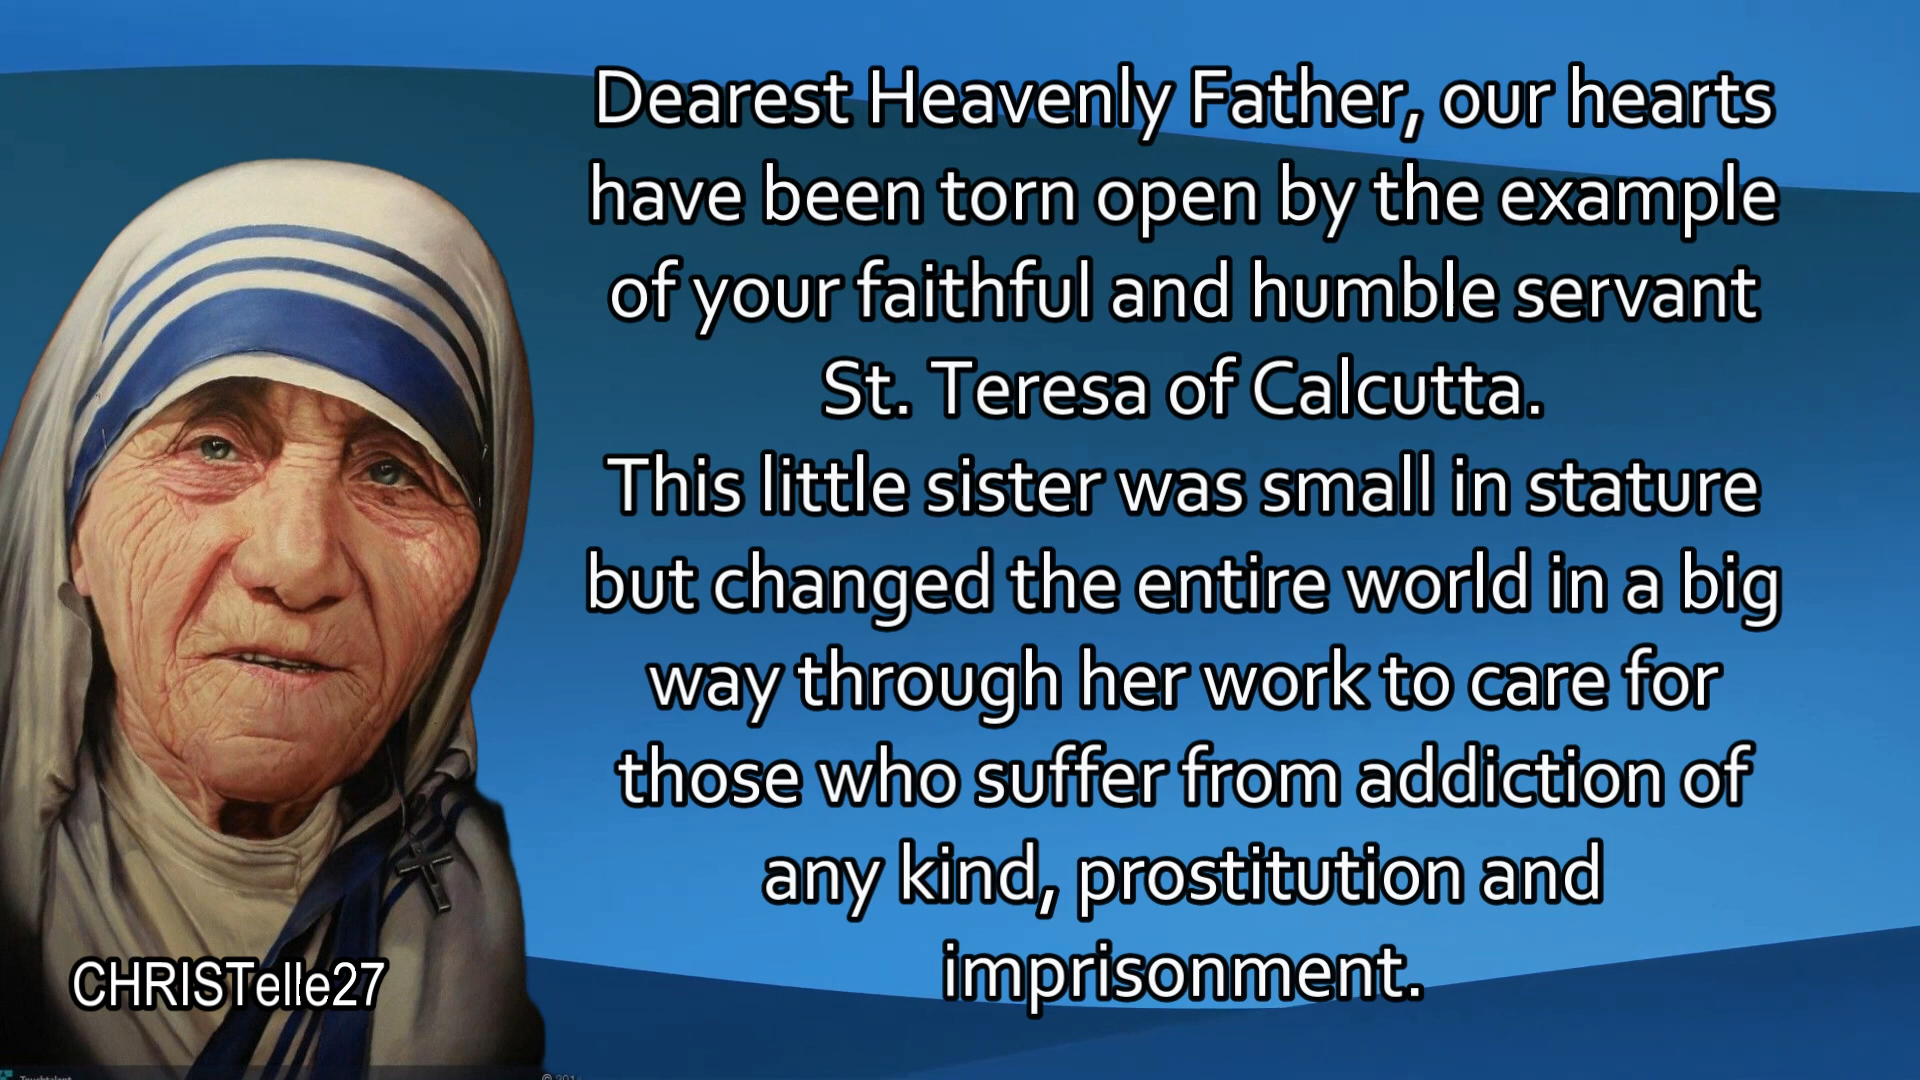 Dearest Heavenly Father, our hearts
have been torn open by the example
of your faithful and humble servant
St. Teresa of Calcutta.
This little sister was small in stature
but changed the entire world in a big
way through her work to care for
those who suffer from addiction of
any kind, prostitution and
imprisonment.
CHRISTelle27
Touchtalent